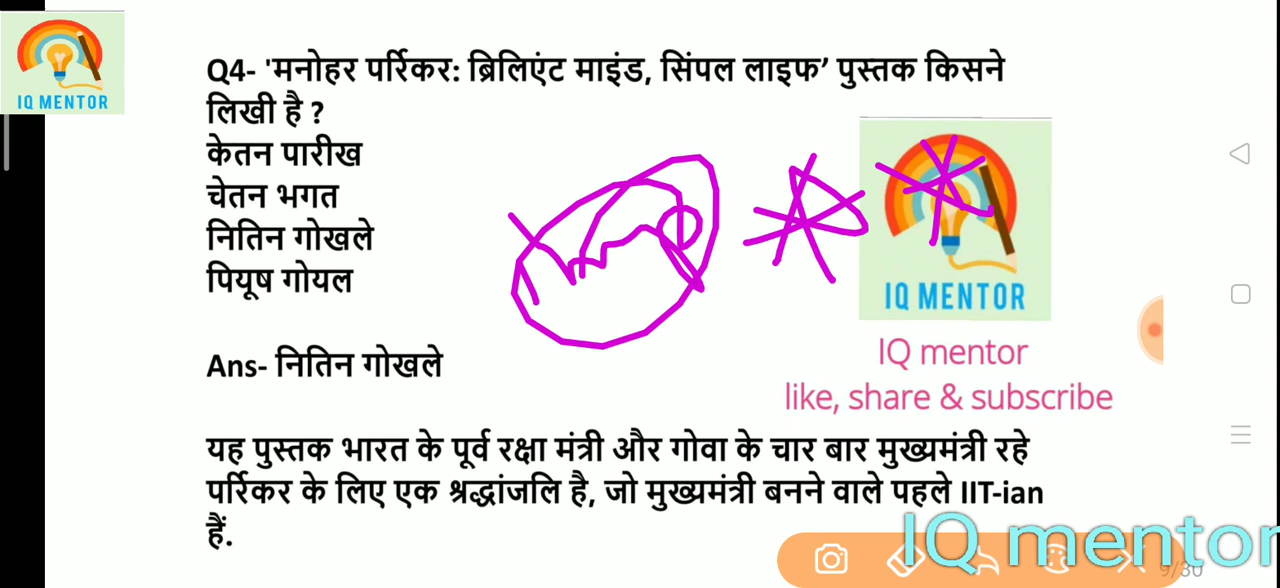 IQ MENTOR
Q4- 'मनोहर पर्रिकर: ब्रिलिएंट माइंड, सिंपल लाइफ’ पुस्तक किसने
लिखी है ?
केतन पारीख
चेतन भगत
नितिन गोखले
पियूष गोयल
IQ MENTOR
IQ mentor
like, share & subscribe
Ans- नितिन गोखले
यह पुस्तक भारत के पूर्व रक्षा मंत्री और गोवा के चार बार मुख्यमंत्री रहे
पर्रिकर के लिए एक श्रद्धांजलि है, जो मुख्यमंत्री बनने वाले पहले IIT-ian
हैं.
IQ mentor
9/30